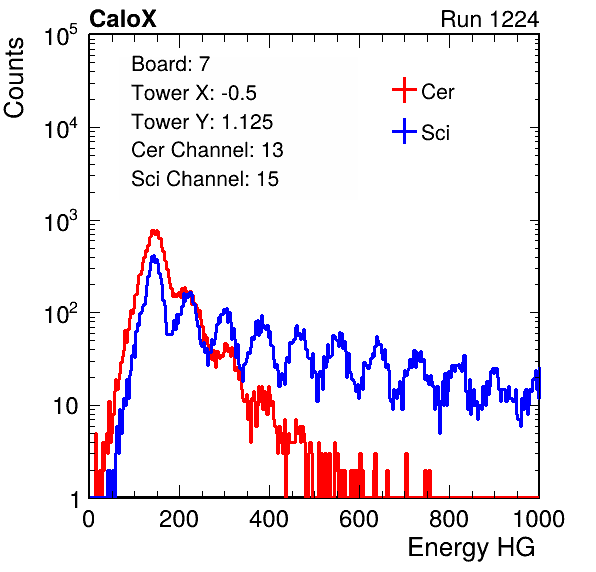 CaloX Run 1224
Counts
10^5
10^4
10^3
10^2
10
1
Board: 7
Tower X: -0.5
Tower Y: 1.125
Cer Channel: 13
Sci Channel: 15
Cer
Sci
0 200 400 600 800 1000
Energy HG